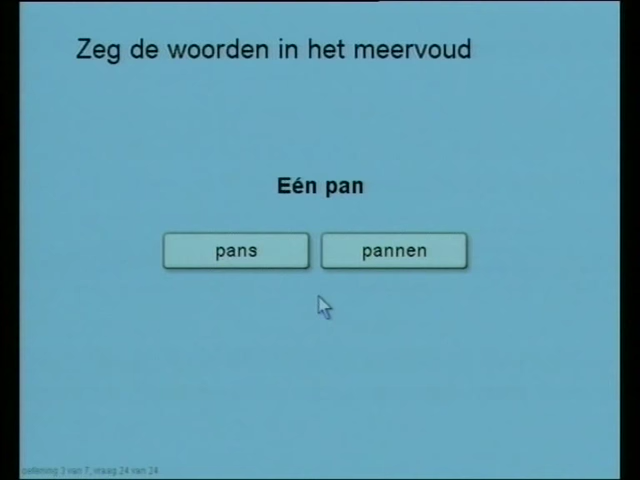 Zeg de woorden in het meervoud
Eén pan
pans
pannen
oefening 3 van 7, vraag 24 van 24